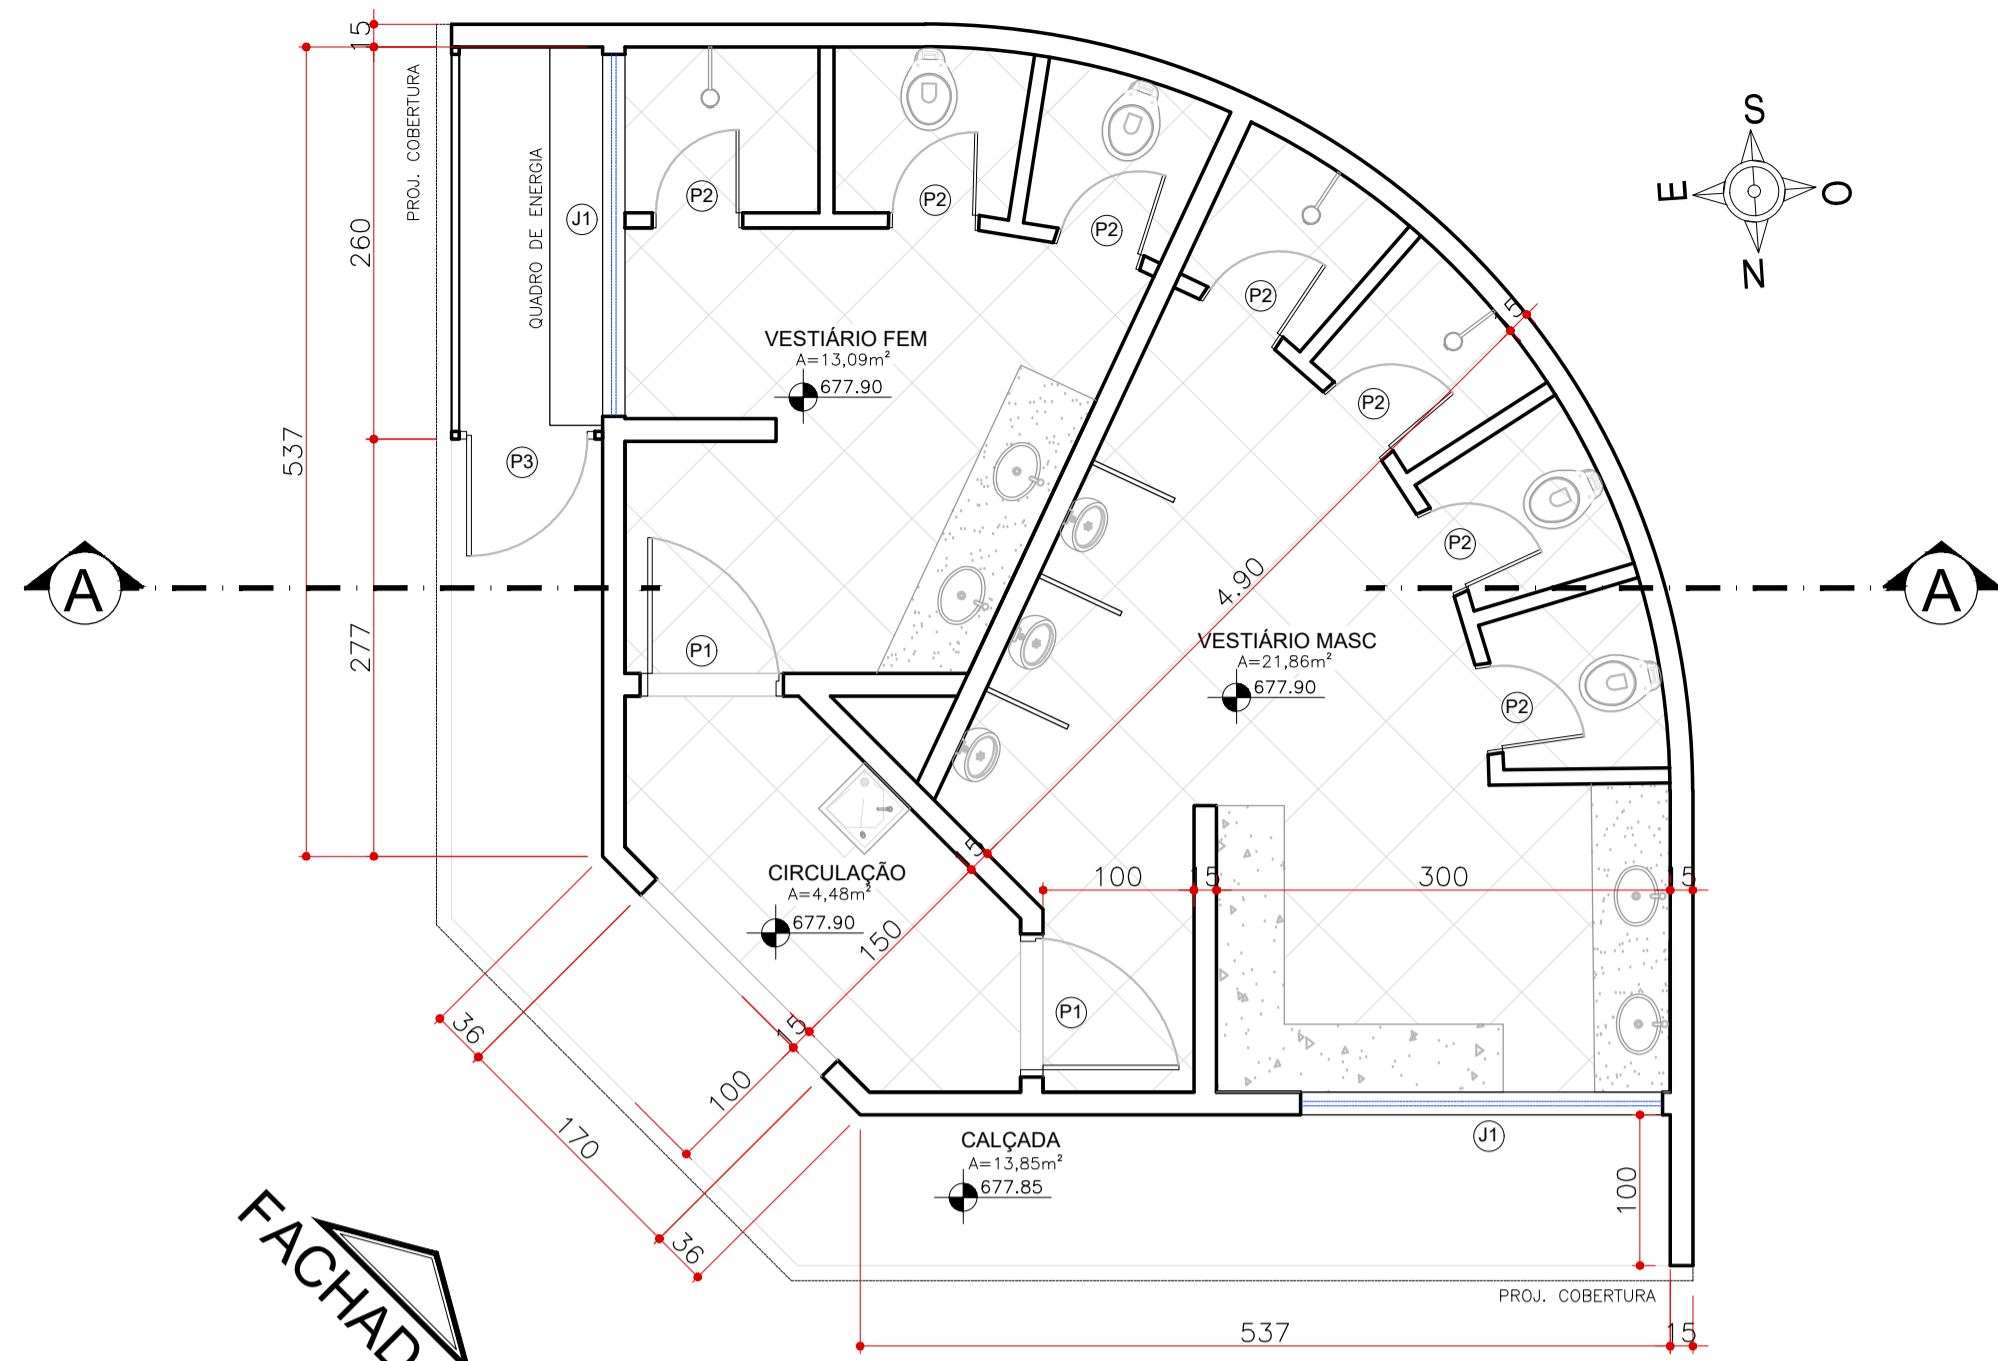 15
PROJ. COBERTURA
260
537
277
QUADRO DE ENERGIA
J1
P2
P2
P2
P2
P2
P2
P2
P3
P1
VESTIÁRIO FEM
A=13,09m²
677.90
S
E
O
N
15
4.90
A
A
VESTIÁRIO MASC
A=21,86m²
677.90
CIRCULAÇÃO
A=4,48m²
677.90
15
150
15
100
100
15
300
15
P1
36
170
36
CALÇADA
A=13,85m²
677.85
J1
100
PROJ. COBERTURA
537
15
FACHAD